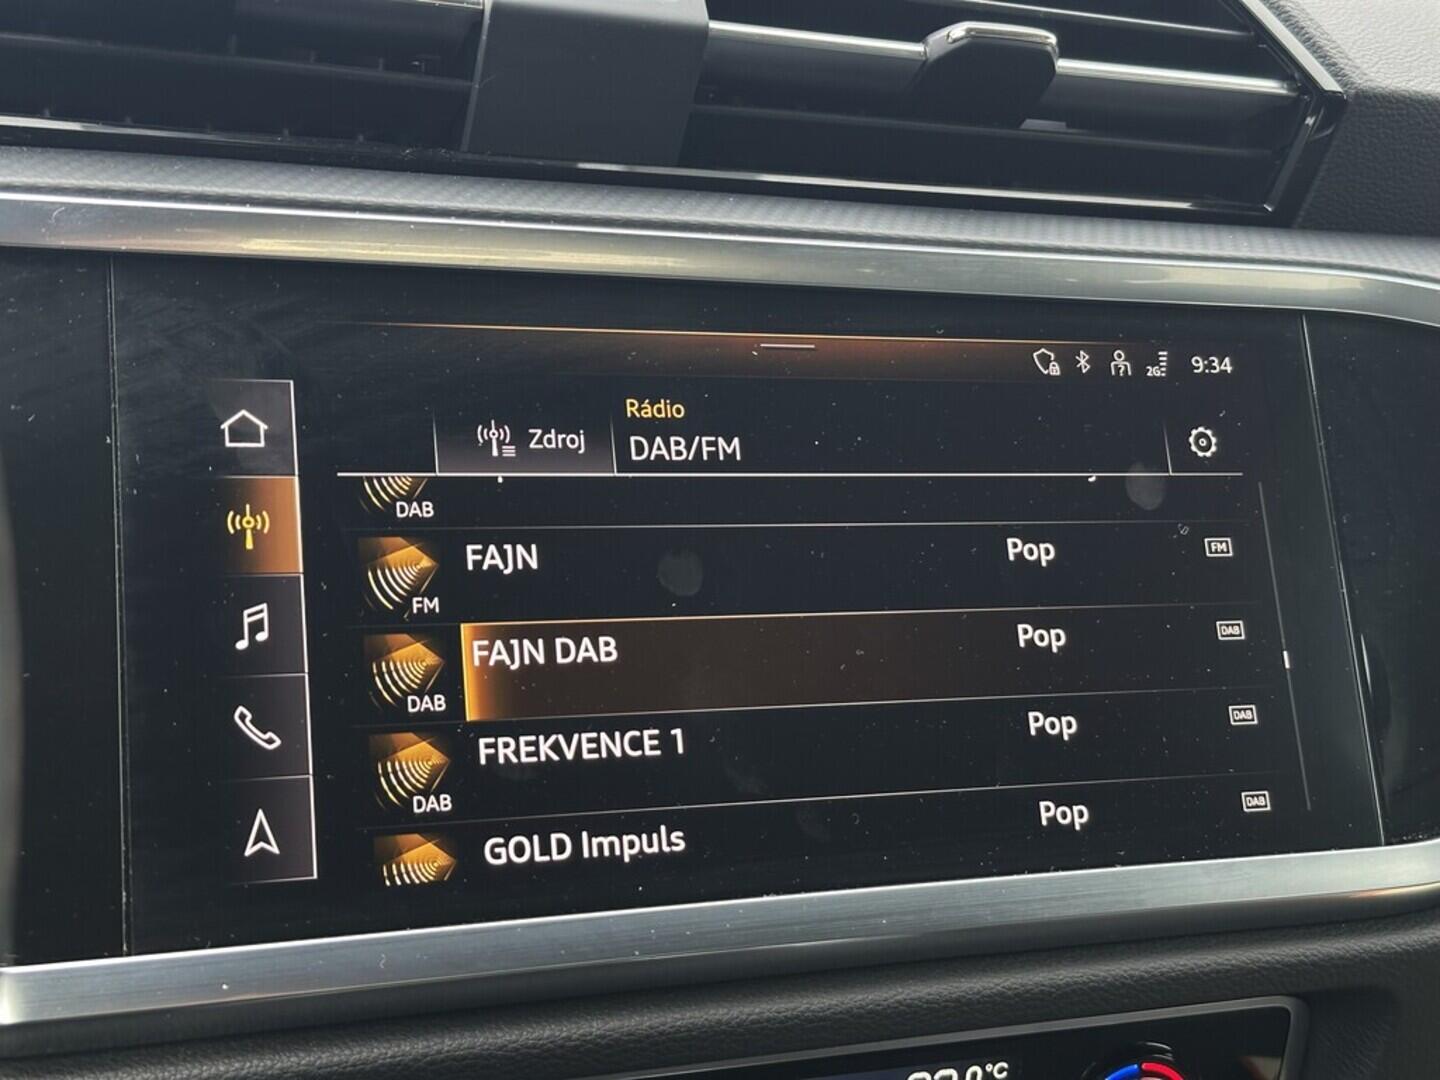 2G 9:34
Zdroj
Rádio
DAB/FM
DAB
FAJN Pop FM
FM
FAJN DAB Pop DAB
DAB
FREKVENCE 1 Pop DAB
DAB
GOLD Impuls Pop DAB
°C